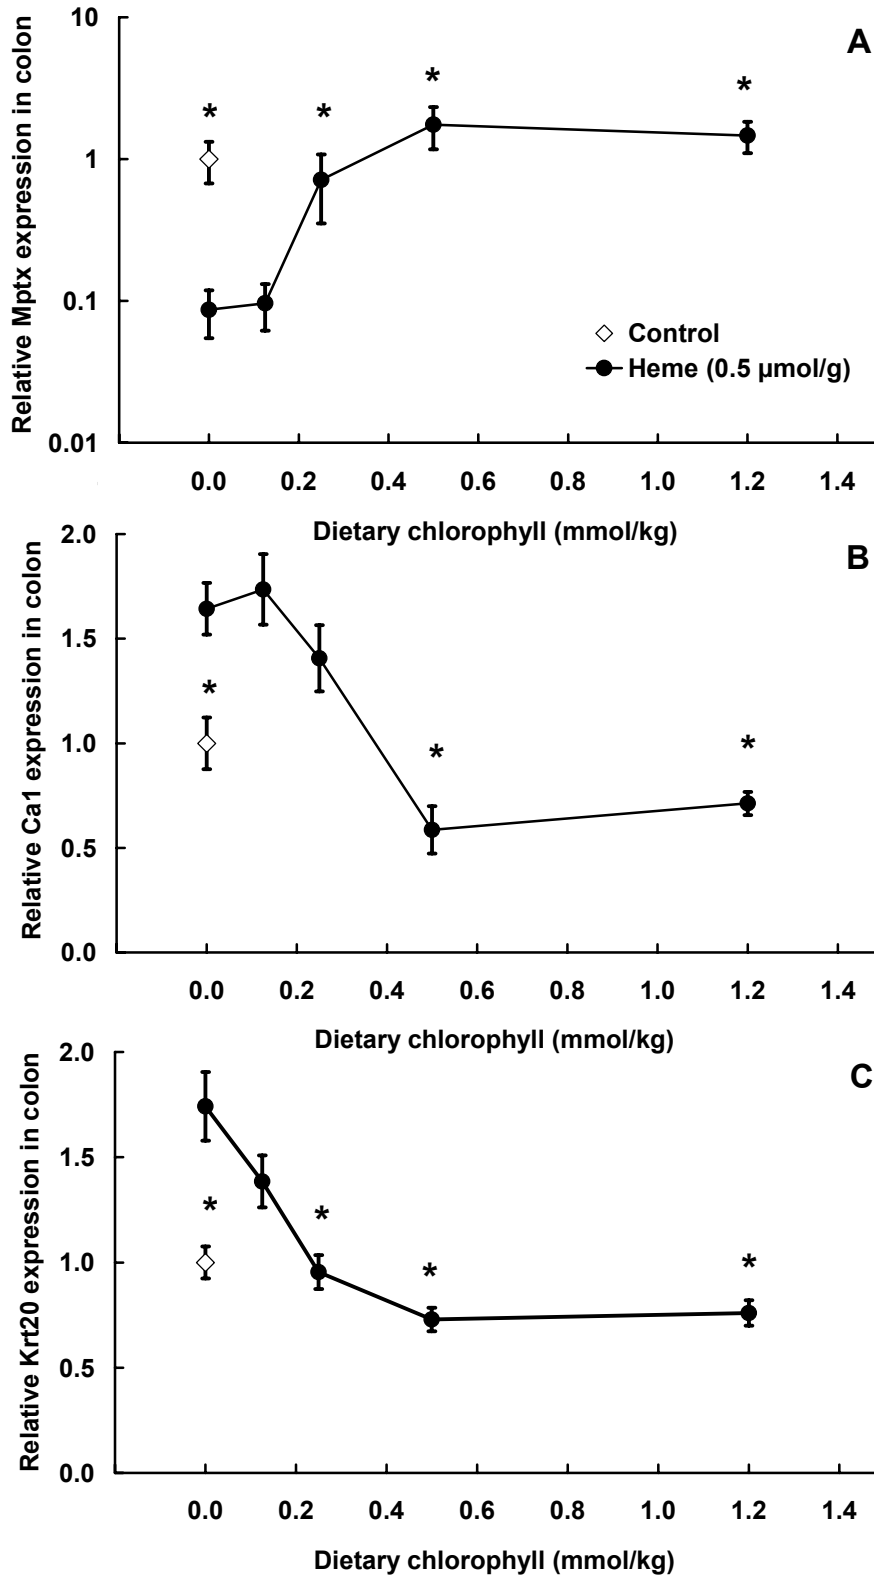 A
Relative Mptx expression in colon
10
*
*
*
*
1
0.1
◇ Control
Heme (0.5 µmol/g)
0.01
0.0 0.2 0.4 0.6 0.8 1.0 1.2 1.4
Dietary chlorophyll (mmol/kg)
B
Relative Ca1 expression in colon
2.0
1.5
*
1.0
*
*
0.5
0.0
0.0 0.2 0.4 0.6 0.8 1.0 1.2 1.4
Dietary chlorophyll (mmol/kg)
C
Relative Krt20 expression in colon
2.0
1.5
*
*
1.0
*
*
0.5
0.0
0.0 0.2 0.4 0.6 0.8 1.0 1.2 1.4
Dietary chlorophyll (mmol/kg)